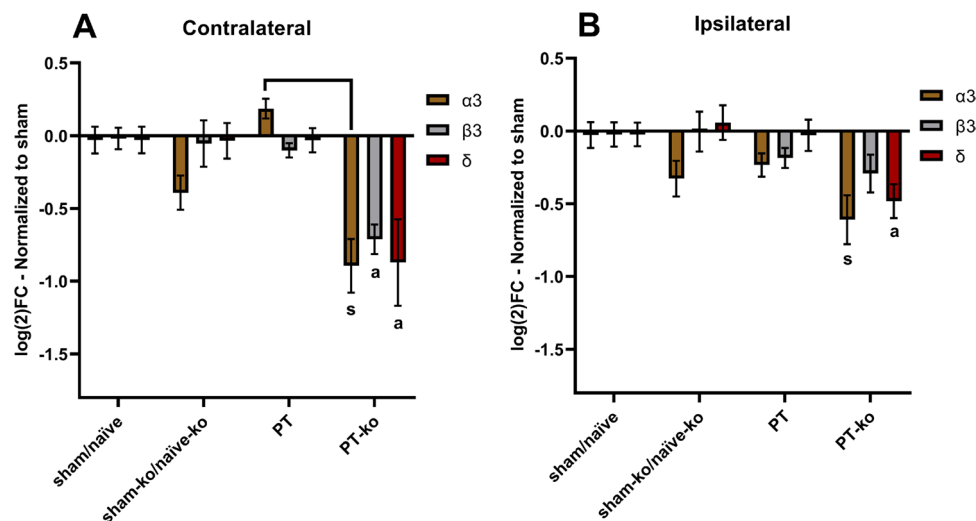 A
Contralateral
log(2)FC - Normalized to sham
0.5
0.0
-0.5
-1.0
-1.5
α3
β3
δ
s
a
a
sham/naïve
sham-ko/naïve-ko
PT
PT-ko
B
Ipsilateral
log(2)FC - Normalized to sham
0.5
0.0
-0.5
-1.0
-1.5
α3
β3
δ
s
a
sham/naïve
sham-ko/naïve-ko
PT
PT-ko